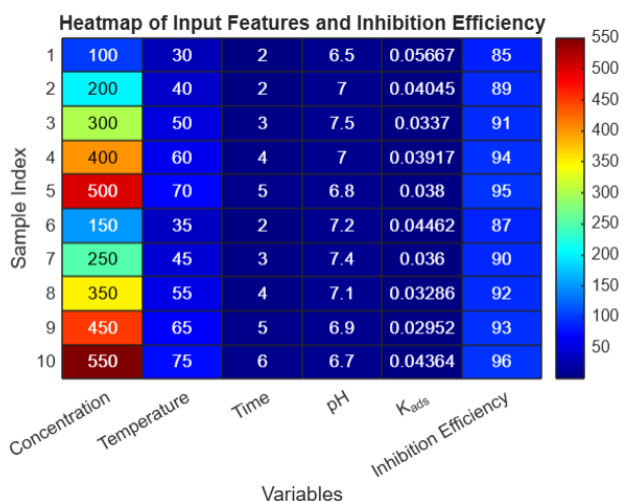 Heatmap of Input Features and Inhibition Efficiency
1 100 30 2 6.5 0.05667 85
2 200 40 2 7 0.04045 89
3 300 50 3 7.5 0.0337 91
4 400 60 4 7 0.03917 94
5 500 70 5 6.8 0.038 95
6 150 35 2 7.2 0.04462 87
7 250 45 3 7.4 0.036 90
8 350 55 4 7.1 0.03286 92
9 450 65 5 6.9 0.02952 93
10 550 75 6 6.7 0.04364 96
Sample Index
Concentration Temperature Time pH Kads Inhibition Efficiency
Variables
550
500
450
400
350
300
250
200
150
100
50